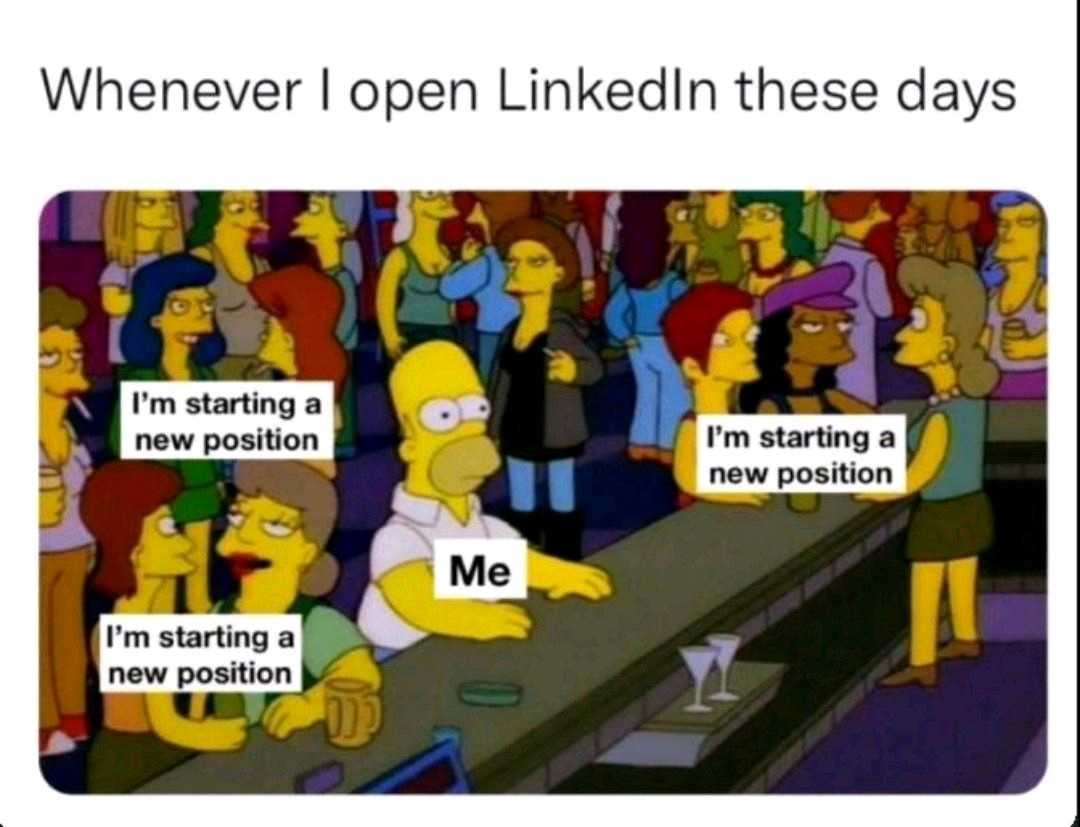 Whenever I open LinkedIn these days
I'm starting a
new position
I'm starting a
new position
Me
I'm starting a
new position